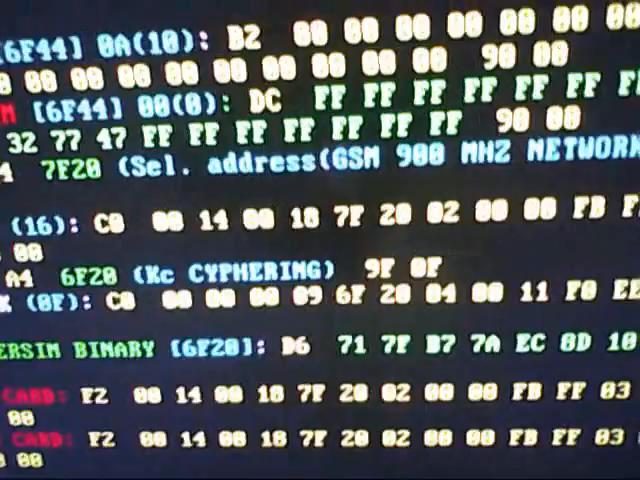 [6F44] 0A(10): B2 00 00 00 00 00 00 00
00 00 00 00 00 00 00 00 00 90 00
[6F44] 00(0): DC FF FF FF FF FF FF
32 77 47 FF FF FF FF FF FF FF 90 00
7F20 (Sel. address(GSM 900 MHZ NETWORK
(16): C0 00 14 00 18 7F 20 02 00 00 FB
00
A4 6F20 (Kc CYPHERING) 9F 0F
(0F): C0 00 00 00 09 6F 20 04 00 11 F0 EE
ERSIM BINARY [6F20]: D6 71 7F B7 7A EC 8D 10
CARD: F2 00 14 00 18 7F 20 02 00 00 FB FF 03
00
CARD: F2 00 14 00 18 7F 20 02 00 00 FB FF 03
00